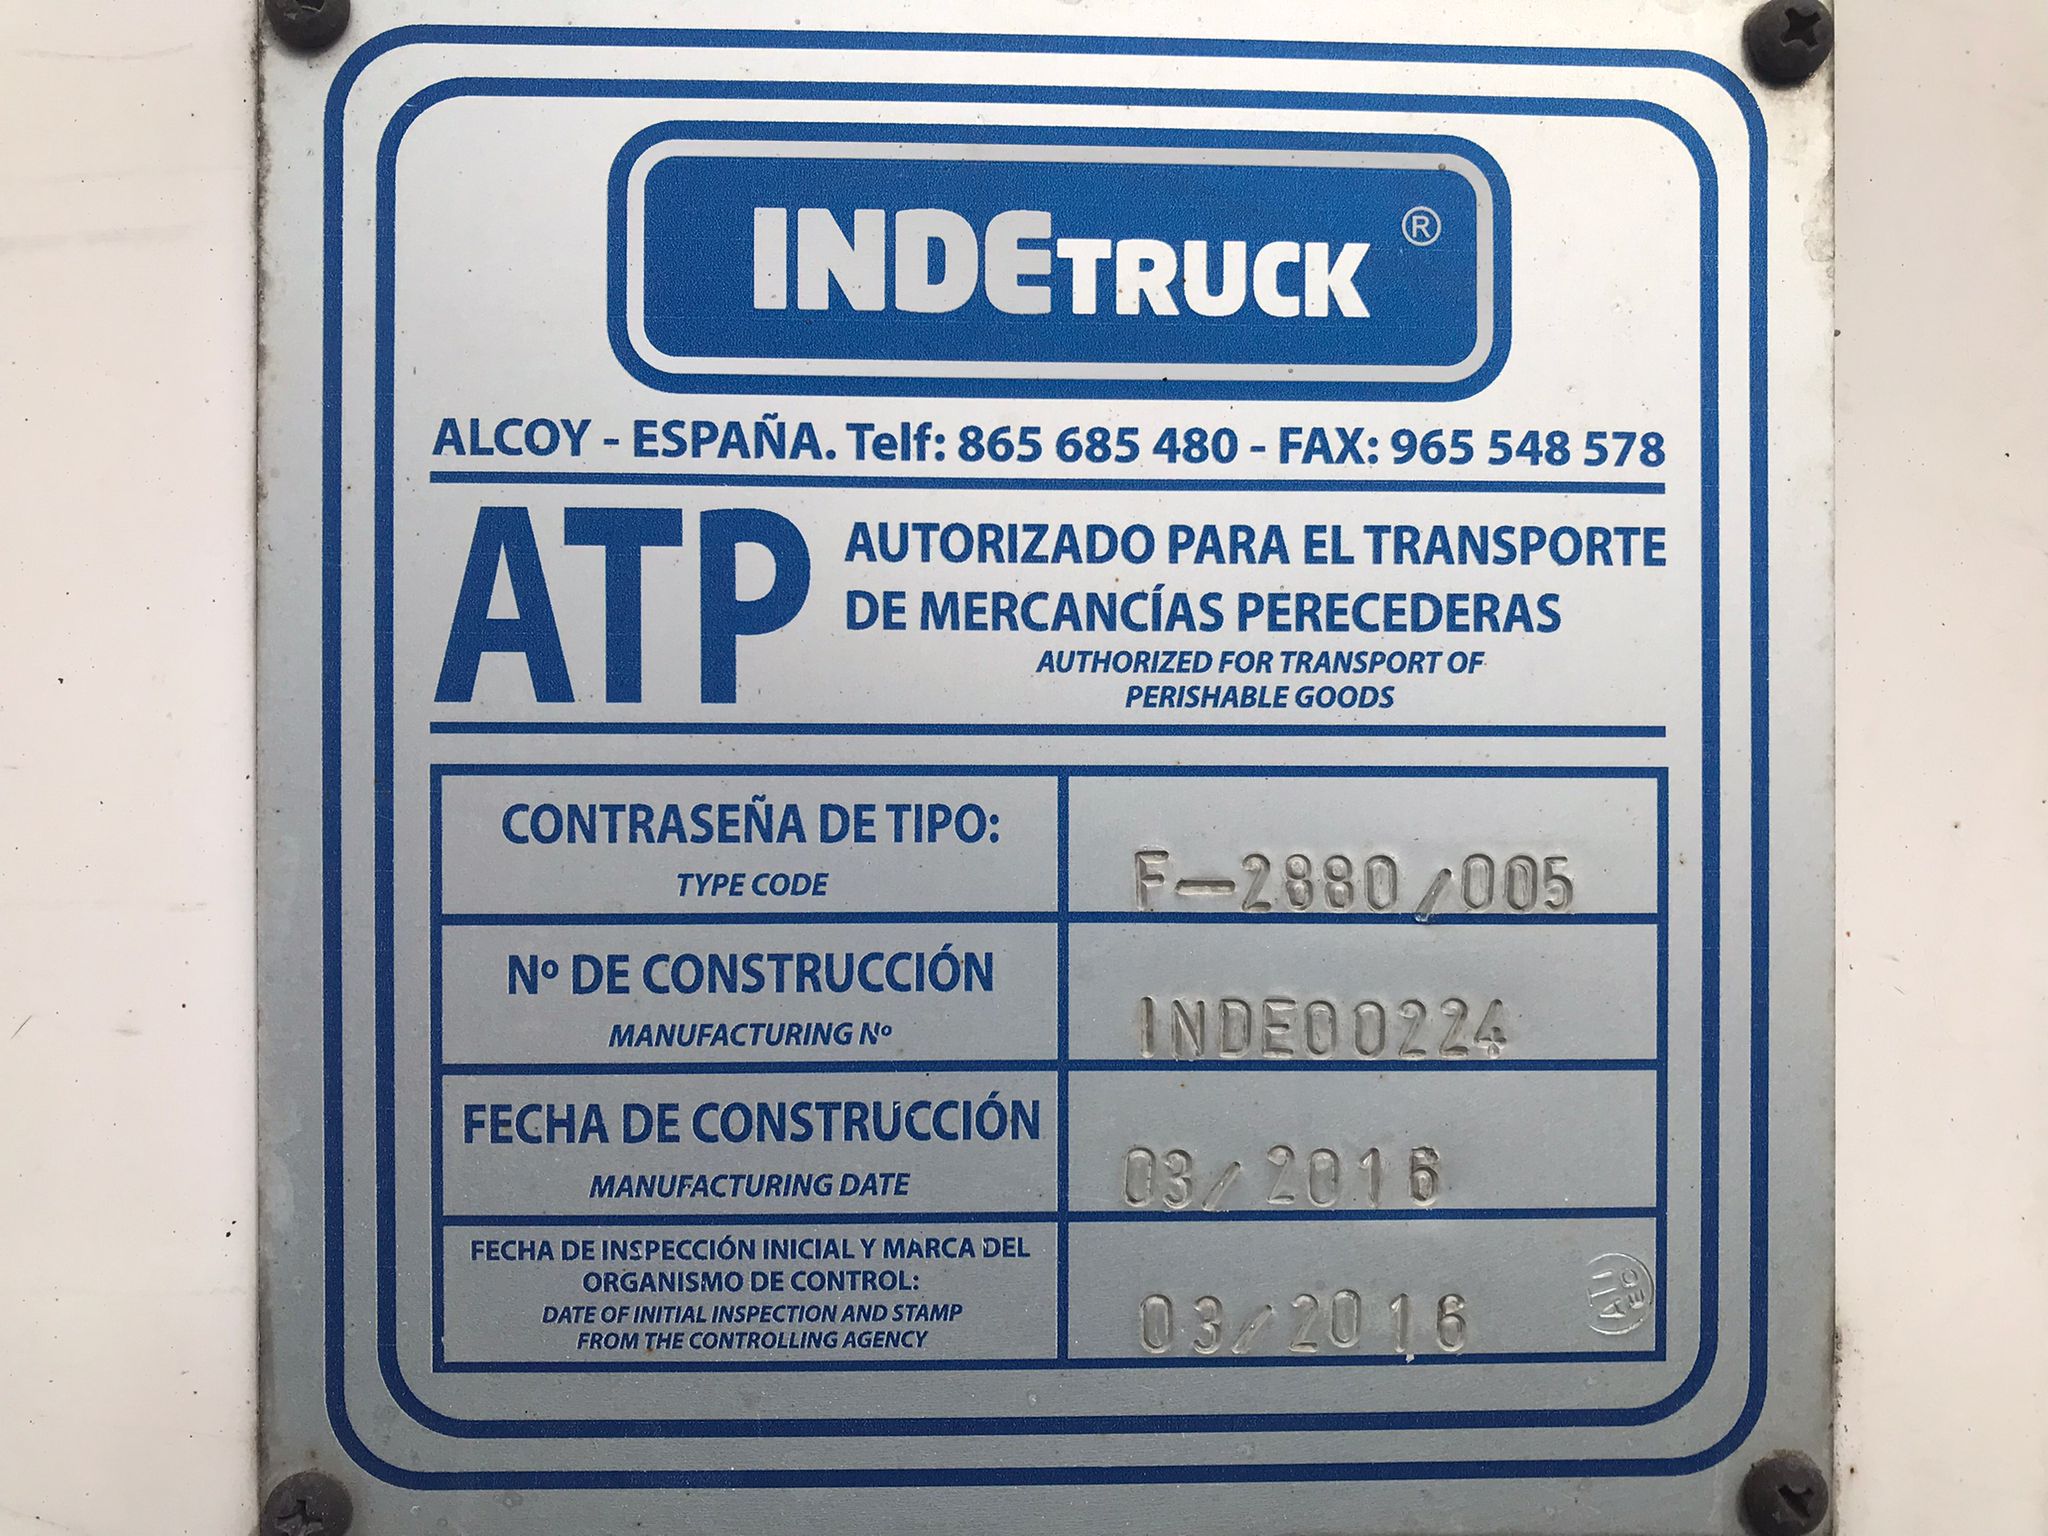 INDETRUCK ®
ALCOY - ESPAÑA. Telf: 865 685 480 - FAX: 965 548 578
ATP
AUTORIZADO PARA EL TRANSPORTE
DE MERCANCÍAS PERECEDERAS
AUTHORIZED FOR TRANSPORT OF
PERISHABLE GOODS
CONTRASEÑA DE TIPO:
TYPE CODE
F-2880/005
Nº DE CONSTRUCCIÓN
MANUFACTURING Nº
INDE00224
FECHA DE CONSTRUCCIÓN
MANUFACTURING DATE
03/2016
FECHA DE INSPECCIÓN INICIAL Y MARCA DEL
ORGANISMO DE CONTROL:
DATE OF INITIAL INSPECTION AND STAMP
FROM THE CONTROLLING AGENCY
03/2016